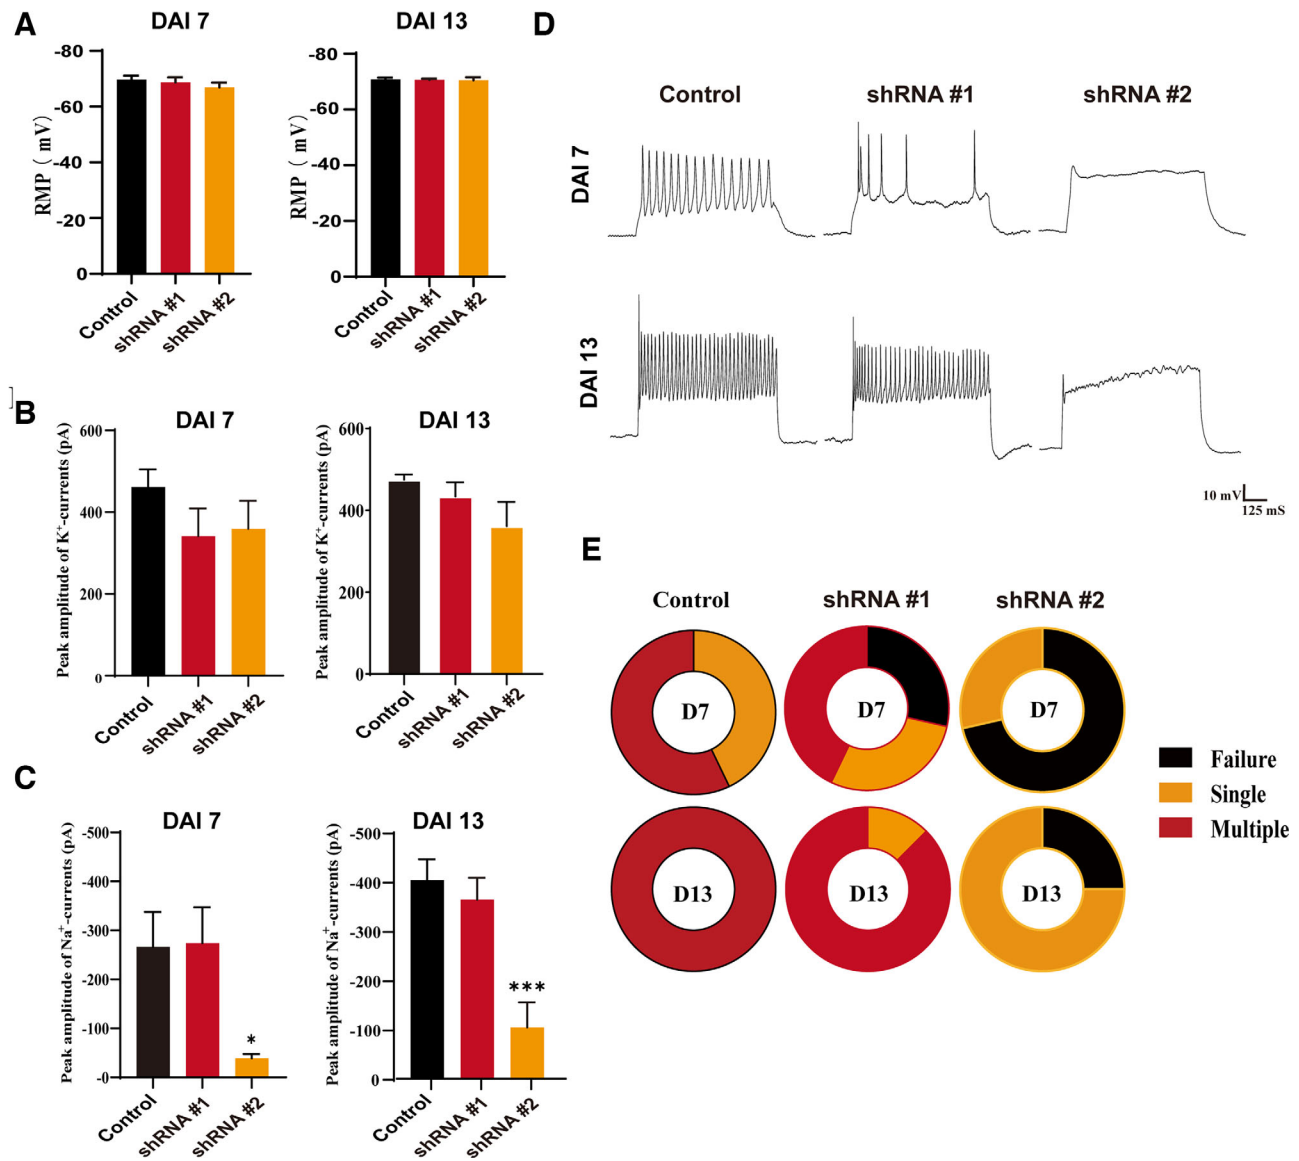 A
DAI 7
DAI 13
RMP ( mV)
-80
-60
-40
-20
0
Control
shRNA #1
shRNA #2
RMP ( mV)
-80
-60
-40
-20
0
Control
shRNA #1
shRNA #2
]
B
DAI 7
DAI 13
Peak amplitude of K⁺-currents (pA)
600
400
200
0
Control
shRNA #1
shRNA #2
Peak amplitude of K⁺-currents (pA)
600
400
200
0
Control
shRNA #1
shRNA #2
C
DAI 7
DAI 13
Peak amplitude of Na⁺-currents (pA)
-500
-400
-300
-200
-100
-0
*
Control
shRNA #1
shRNA #2
Peak amplitude of Na⁺-currents (pA)
-500
-400
-300
-200
-100
0
***
Control
shRNA #1
shRNA #2
D
Control
shRNA #1
shRNA #2
DAI 7
DAI 13
10 mV
125 mS
E
Control
shRNA #1
shRNA #2
D7
D7
D7
D13
D13
D13
Failure
Single
Multiple